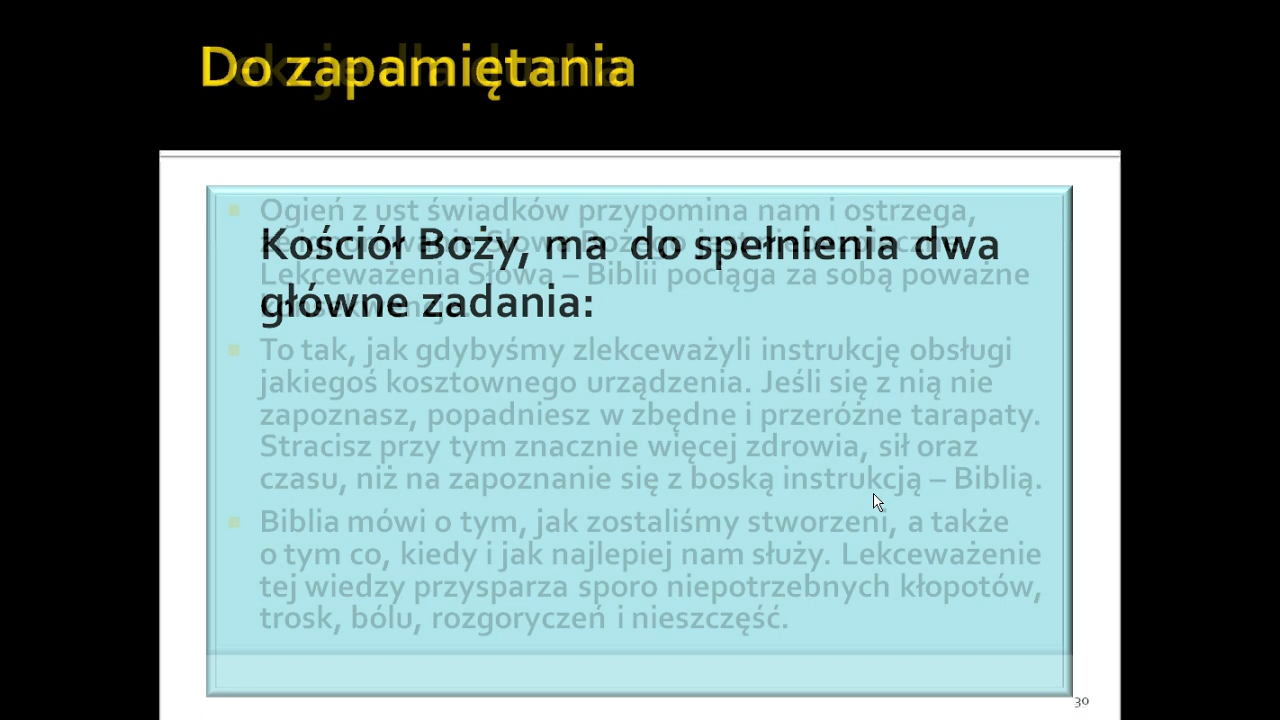 Do zapamiętania
Ogień z ust świadków przypomina nam i ostrzega,
Kościół Boży, ma do spełnienia dwa
Lekceważenia Słowa – Biblii pociąga za sobą poważne
główne zadania:
To tak, jak gdybyśmy zlekceważyli instrukcję obsługi
jakiegoś kosztownego urządzenia. Jeśli się z nią nie
zapoznasz, popadniesz w zbędne i przeróżne tarapaty.
Stracisz przy tym znacznie więcej zdrowia, sił oraz
czasu, niż na zapoznanie się z boską instrukcją – Biblią.
Biblia mówi o tym, jak zostaliśmy stworzeni, a także
o tym co, kiedy i jak najlepiej nam służy. Lekceważenie
tej wiedzy przysparza sporo niepotrzebnych kłopotów,
trosk, bólu, rozgoryczeń i nieszczęść.
30